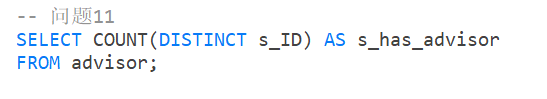 -- 问题11
SELECT COUNT(DISTINCT s_ID) AS s_has_advisor
FROM advisor;